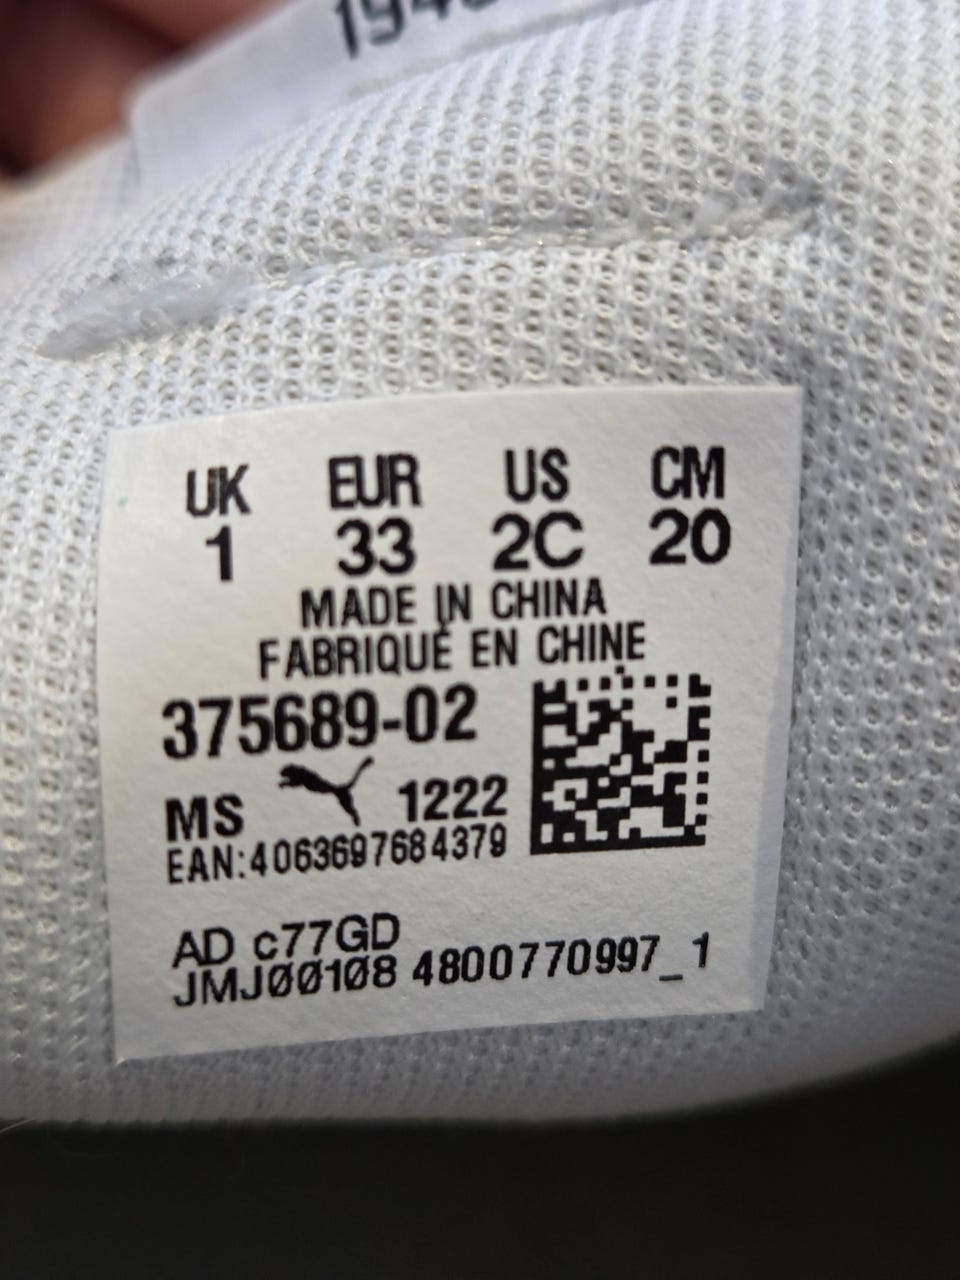 UK EUR US CM
1 33 2C 20
MADE IN CHINA
FABRIQUÉ EN CHINE
375689-02
MS 1222
EAN:4063697684379
AD c77GD
JMJ00108 4800770997_1